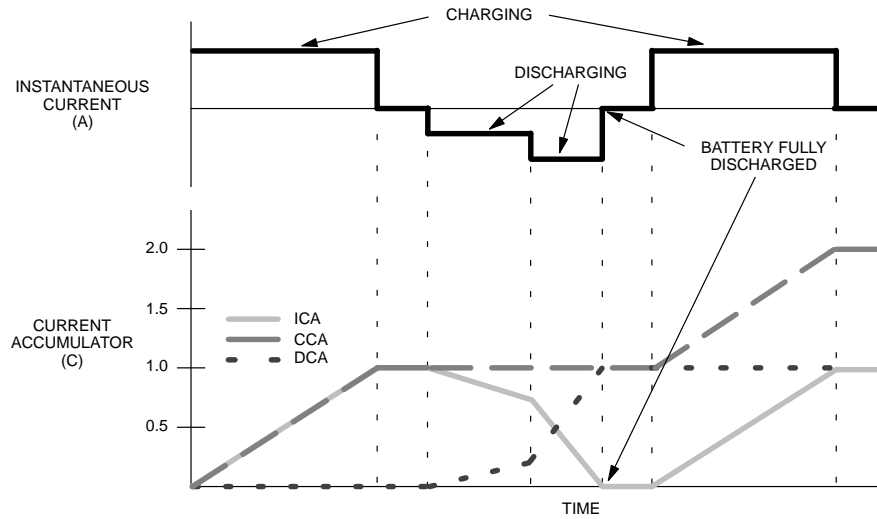 CHARGING
INSTANTANEOUS
CURRENT
(A)
DISCHARGING
BATTERY FULLY
DISCHARGED
2.0
1.5
CURRENT
ACCUMULATOR
(C)
ICA
CCA
DCA
1.0
0.5
TIME